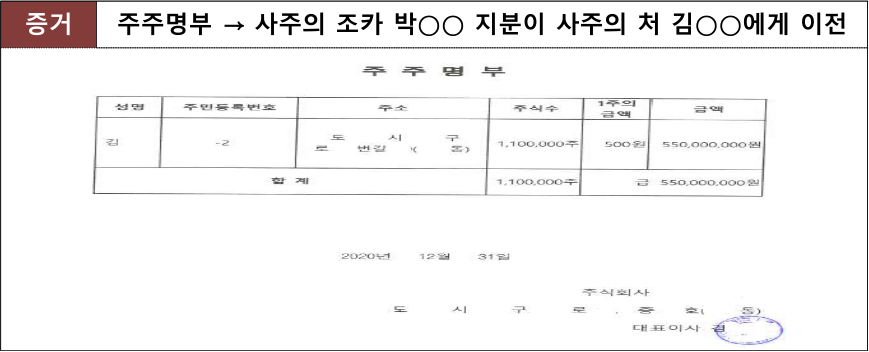 증거 주주명부 → 사주의 조카 박○○ 지분이 사주의 처 김○○에게 이전
주 주 명 부
성명 주민등록번호 주소 주식수 1주의 금액 금액
김 -2 도 시 구 1,100,000주 500원 550,000,000원
로 번길 ( 동)
합 계 1,100,000주 금 550,000,000원
2020년 12월 31일
주식회사
도 시 구 로 , 층 호( 동)
대표이사